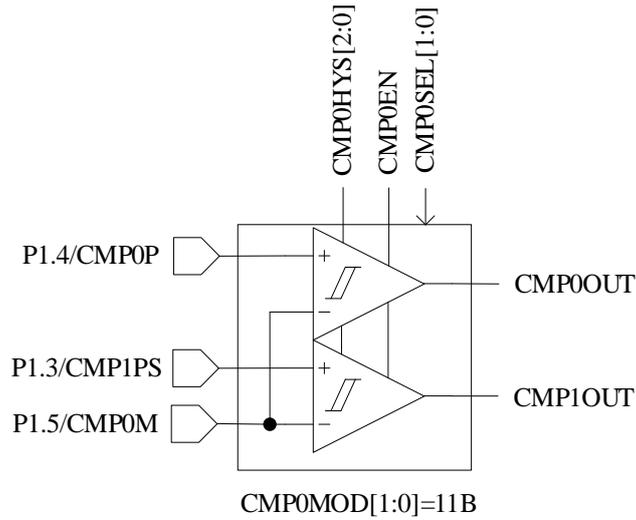 CMP0HYS[2:0]
CMP0EN
CMP0SEL[1:0]
P1.4/CMP0P
+
−
CMP0OUT
P1.3/CMP1PS
+
P1.5/CMP0M
−
CMP1OUT
CMP0MOD[1:0]=11B